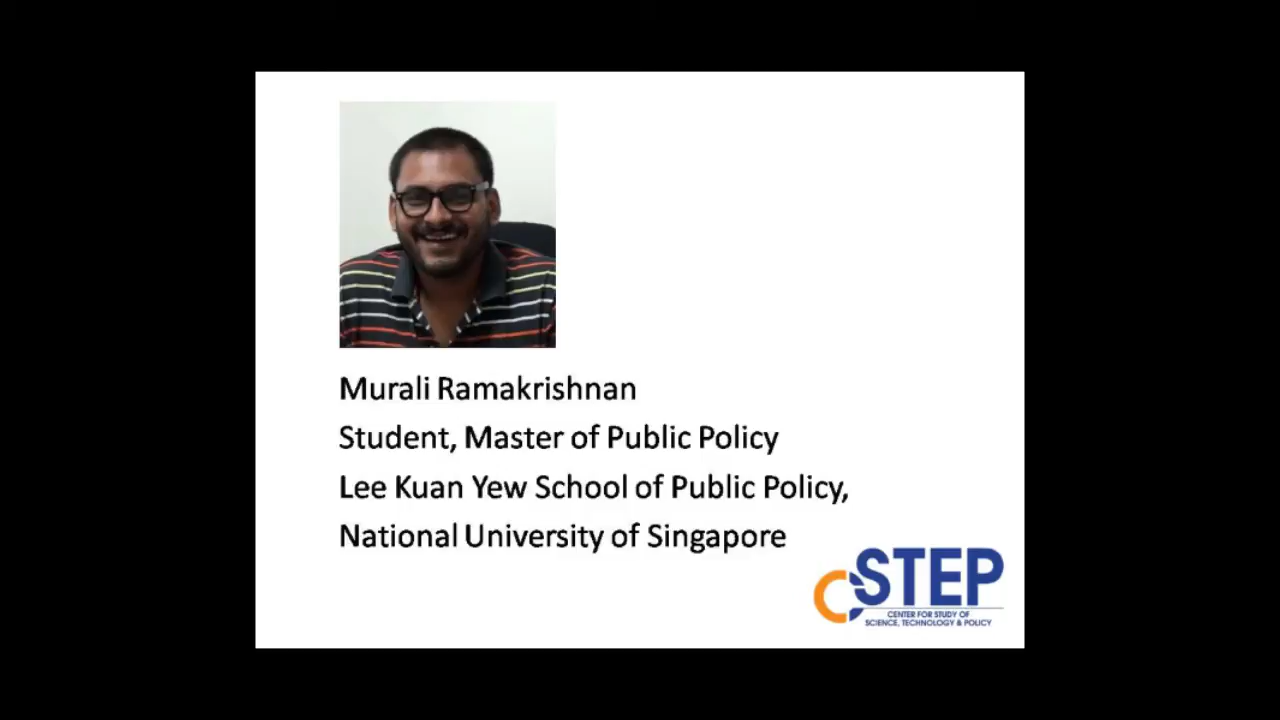 Murali Ramakrishnan
Student, Master of Public Policy
Lee Kuan Yew School of Public Policy,
National University of Singapore
CSTEP
CENTER FOR STUDY OF
SCIENCE, TECHNOLOGY & POLICY